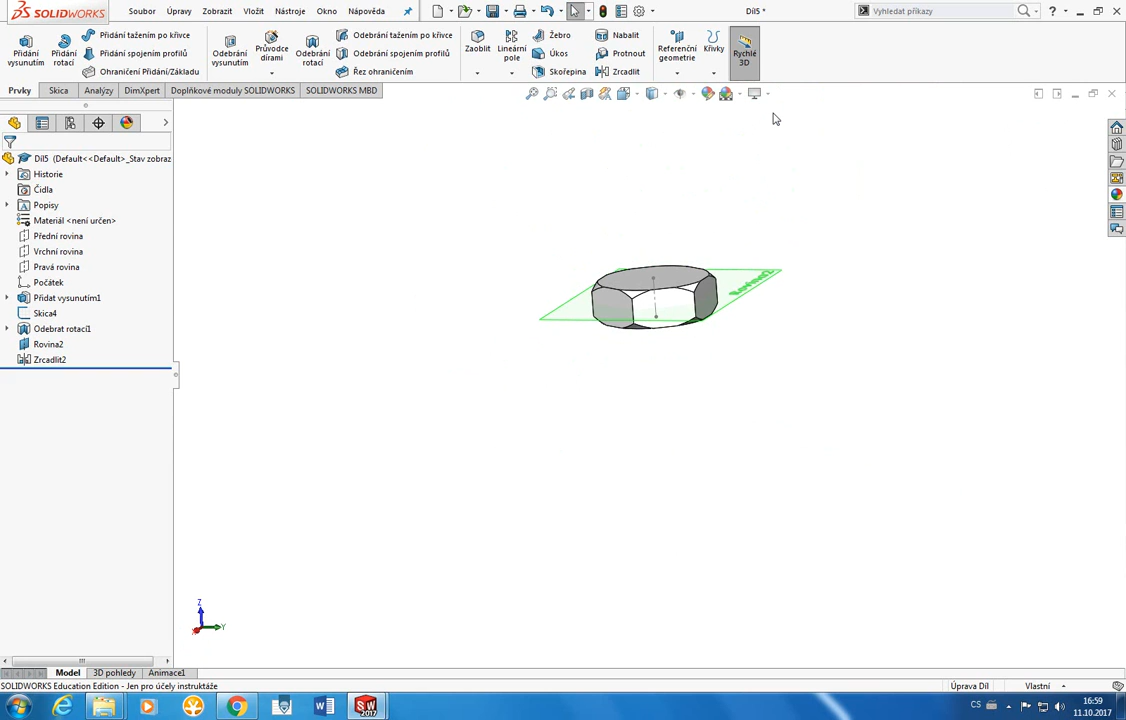 SOLIDWORKS Soubor Úpravy Zobrazit Vložit Nástroje Okno Nápověda Díl5 * Vyhledat příkazy
Přidání vysunutím
Přidání rotací
Přidání tažením po křivce
Přidání spojením profilů
Ohraničení Přidání/Základu
Odebrání vysunutím
Průvodce dírami
Odebrání rotací
Odebrání tažením po křivce
Odebrání spojením profilů
Řez ohraničením
Zaoblit
Lineární pole
Žebro
Úkos
Skořepina
Nabalit
Protnout
Zrcadlit
Referenční geometrie
Křivky
Rychlé 3D
Prvky Skica Analýzy DimXpert Doplňkové moduly SOLIDWORKS SOLIDWORKS MBD
Díl5 (Default<<Default>_Stav zobraz
Historie
Čidla
Popisy
Materiál <není určen>
Přední rovina
Vrchní rovina
Pravá rovina
Počátek
Přidat vysunutím1
Skica4
Odebrat rotací1
Rovina2
Zrcadlit2
Rovina2
Z
X
Y
Model 3D pohledy Animace1
SOLIDWORKS Education Edition - Jen pro účely instruktáže Úprava Díl Vlastní
SW 2017
CS 16:59
11.10.2017